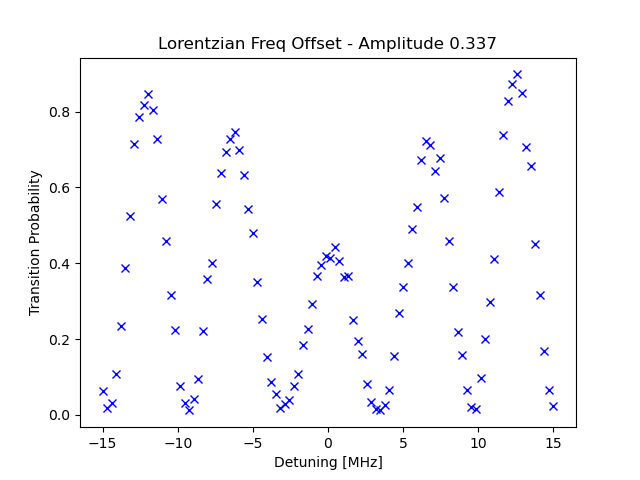 Lorentzian Freq Offset - Amplitude 0.337
Transition Probability
0.8
0.6
0.4
0.2
0.0
−15 −10 −5 0 5 10 15
Detuning [MHz]